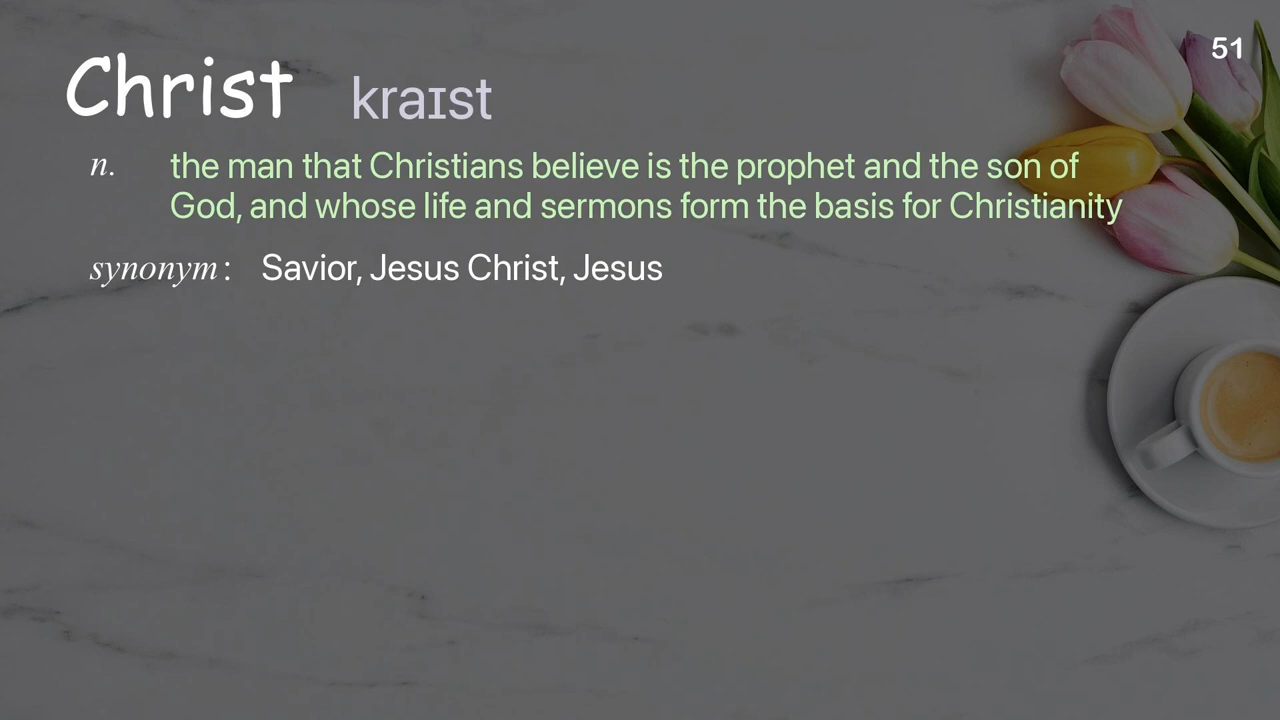 51
Christ kraɪst
n. the man that Christians believe is the prophet and the son of
God, and whose life and sermons form the basis for Christianity
synonym : Savior, Jesus Christ, Jesus